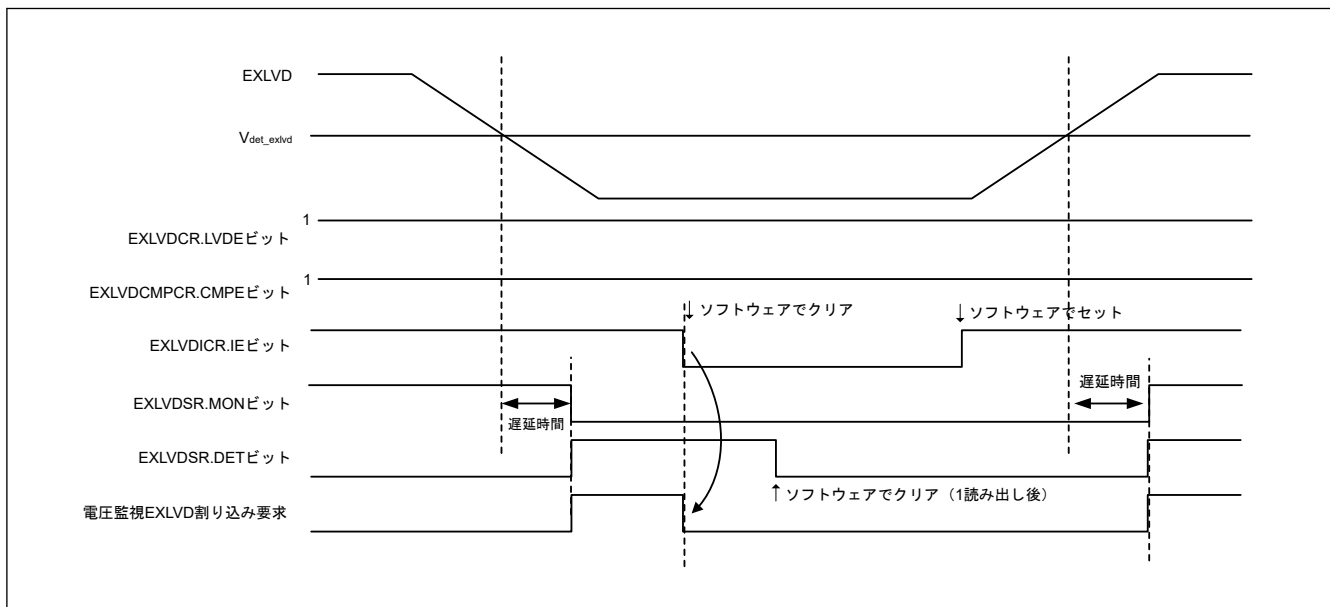 EXLVD
Vdet_exlvd
1
EXLVDCR.LVDEビット
1
EXLVDCMPCR.CMPEビット
↓ ソフトウェアでクリア
↓ ソフトウェアでセット
EXLVDICR.IEビット
遅延時間
EXLVDSR.MONビット
遅延時間
EXLVDSR.DETビット
↑ ソフトウェアでクリア（1読み出し後）
電圧監視EXLVD割り込み要求